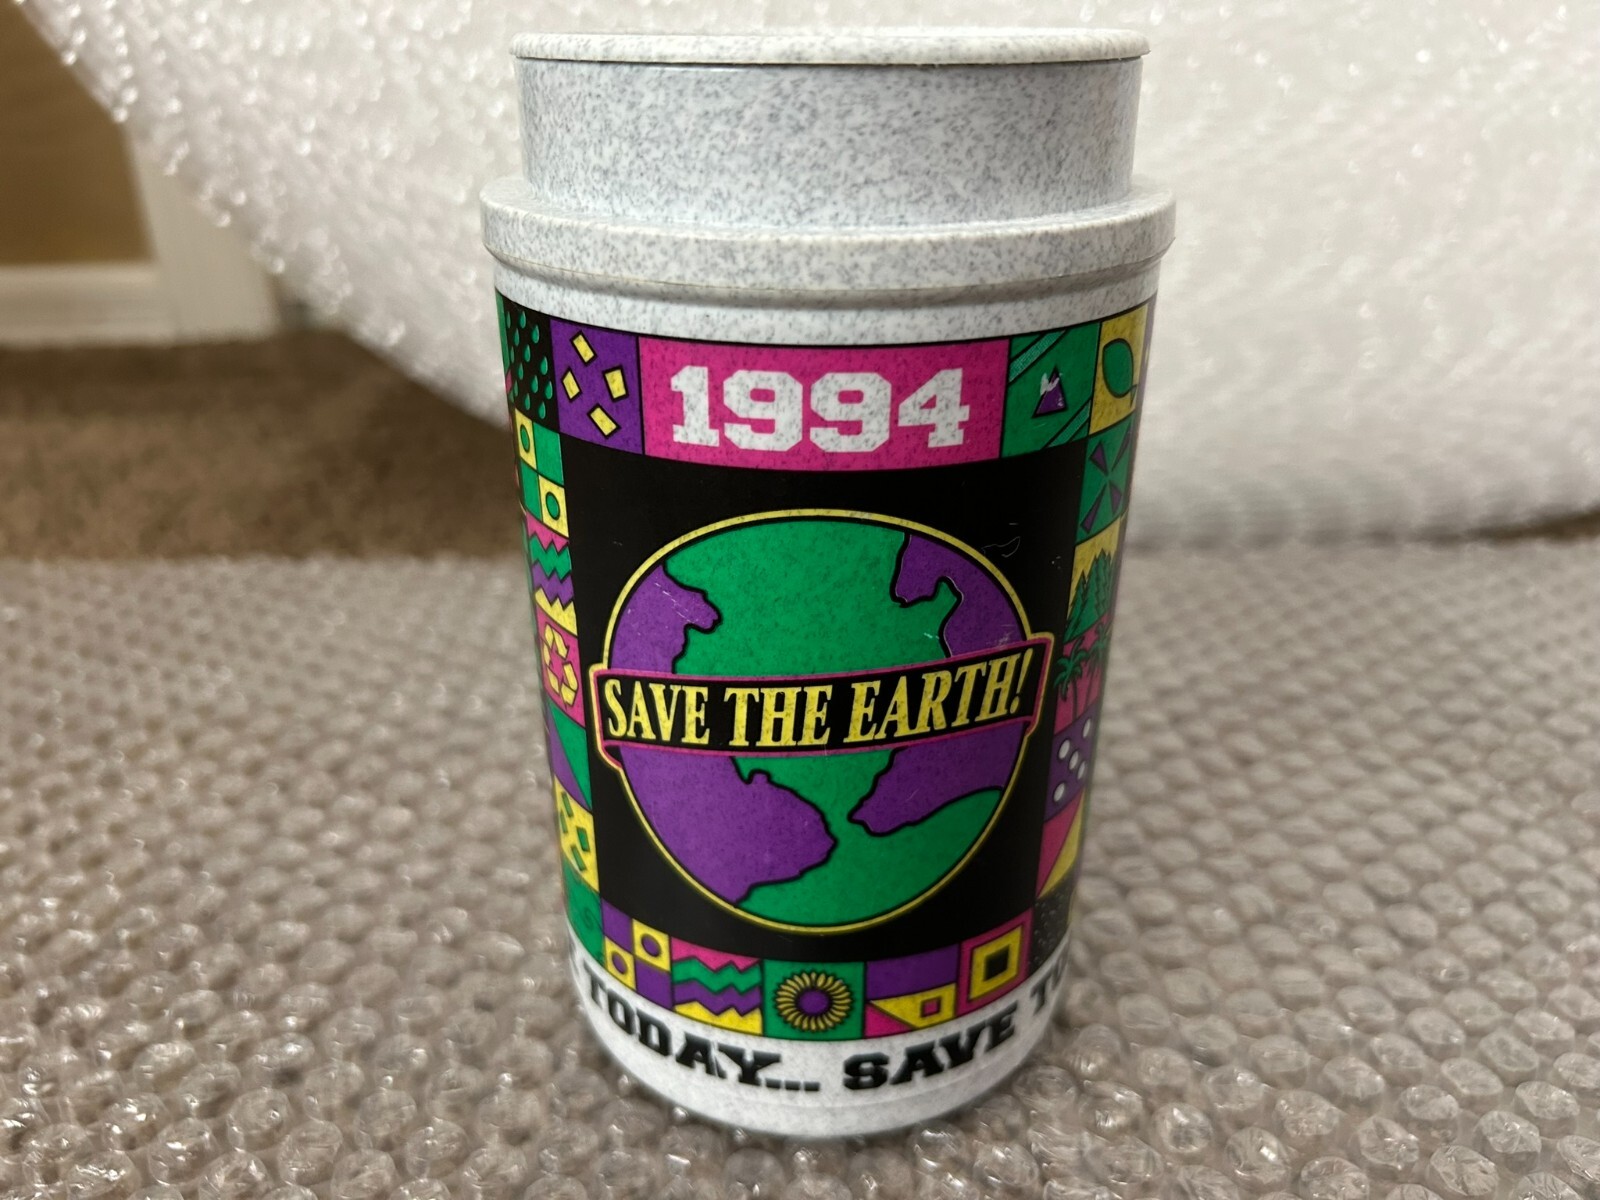 1994
SAVE THE EARTH!
TODAY... SAVE